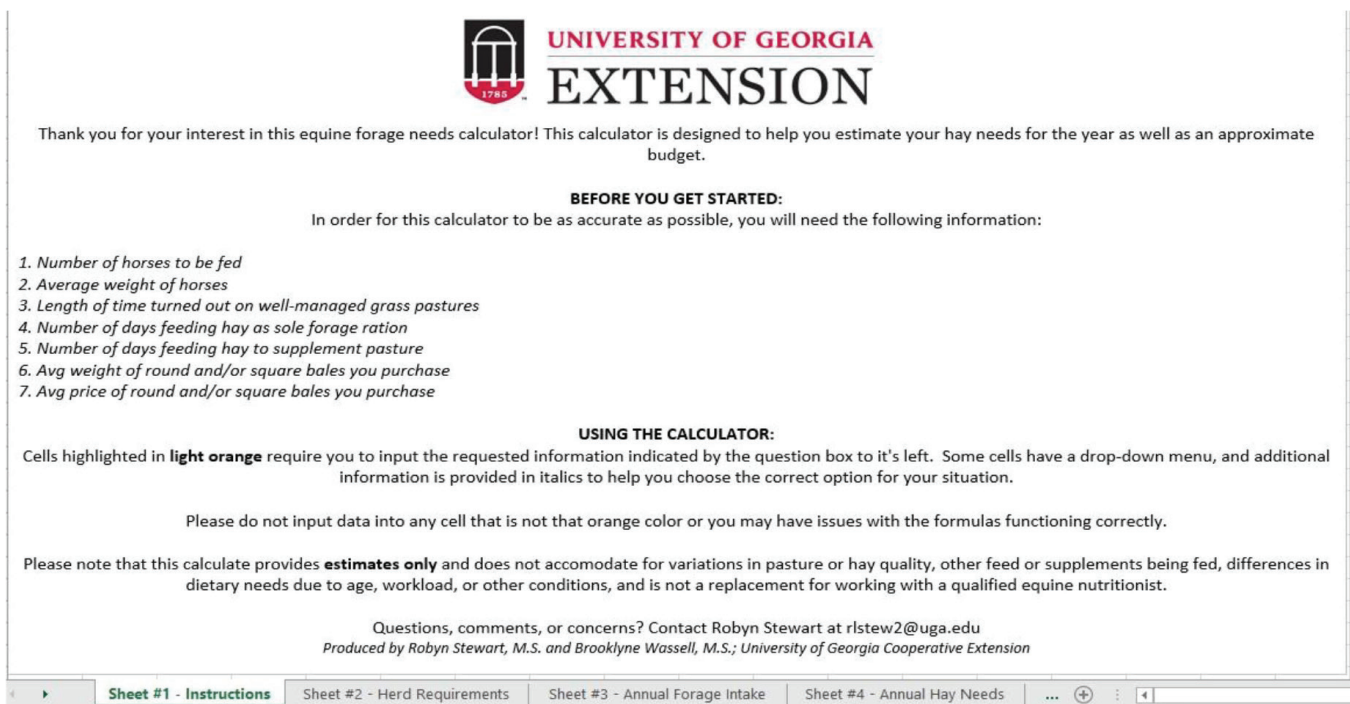 UNIVERSITY OF GEORGIA
EXTENSION
1785
Thank you for your interest in this equine forage needs calculator! This calculator is designed to help you estimate your hay needs for the year as well as an approximate
budget.
BEFORE YOU GET STARTED:
In order for this calculator to be as accurate as possible, you will need the following information:
1. Number of horses to be fed
2. Average weight of horses
3. Length of time turned out on well-managed grass pastures
4. Number of days feeding hay as sole forage ration
5. Number of days feeding hay to supplement pasture
6. Avg weight of round and/or square bales you purchase
7. Avg price of round and/or square bales you purchase
USING THE CALCULATOR:
Cells highlighted in light orange require you to input the requested information indicated by the question box to it's left. Some cells have a drop-down menu, and additional
information is provided in italics to help you choose the correct option for your situation.
Please do not input data into any cell that is not that orange color or you may have issues with the formulas functioning correctly.
Please note that this calculate provides estimates only and does not accomodate for variations in pasture or hay quality, other feed or supplements being fed, differences in
dietary needs due to age, workload, or other conditions, and is not a replacement for working with a qualified equine nutritionist.
Questions, comments, or concerns? Contact Robyn Stewart at rlstew2@uga.edu
Produced by Robyn Stewart, M.S. and Brooklyne Wassell, M.S.; University of Georgia Cooperative Extension
Sheet #1 - Instructions Sheet #2 - Herd Requirements Sheet #3 - Annual Forage Intake Sheet #4 - Annual Hay Needs ...